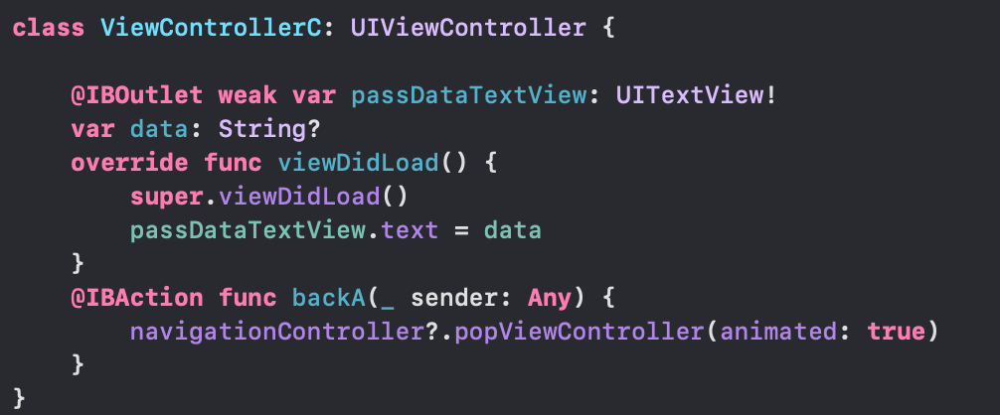 class ViewControllerC: UIViewController {
@IBOutlet weak var passDataTextView: UITextView!
var data: String?
override func viewDidLoad() {
super.viewDidLoad()
passDataTextView.text = data
}
@IBAction func backA(_ sender: Any) {
navigationController?.popViewController(animated: true)
}
}